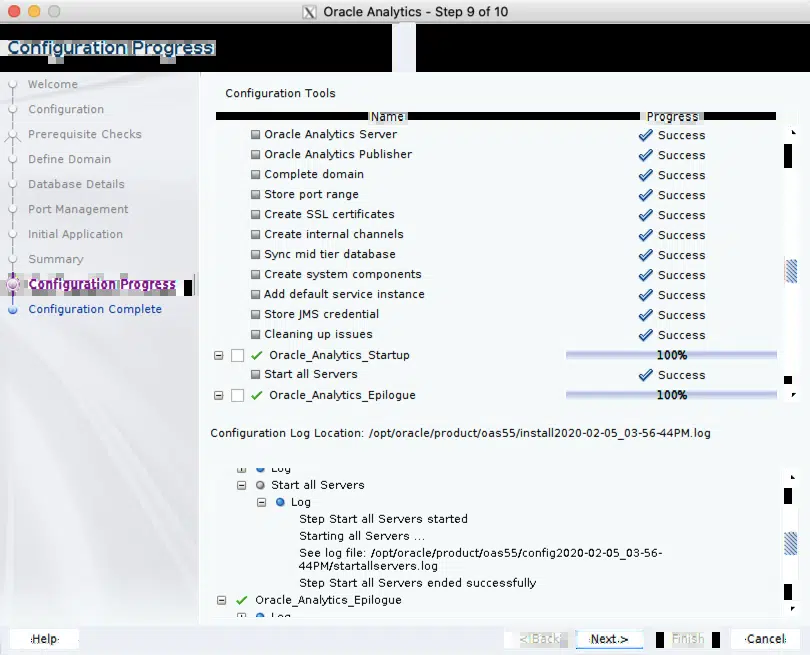 Oracle Analytics - Step 9 of 10
Configuration Progress
Welcome
Configuration
Prerequisite Checks
Define Domain
Database Details
Port Management
Initial Application
Summary
Configuration Progress
Configuration Complete
Configuration Tools
Name Progress
Oracle Analytics Server Success
Oracle Analytics Publisher Success
Complete domain Success
Store port range Success
Create SSL certificates Success
Create internal channels Success
Sync mid tier database Success
Create system components Success
Add default service instance Success
Store JMS credential Success
Cleaning up issues Success
Oracle_Analytics_Startup 100%
Start all Servers Success
Oracle_Analytics_Epilogue 100%
Configuration Log Location: /opt/oracle/product/oas55/install2020-02-05_03-56-44PM.log
Log
Start all Servers
Log
Step Start all Servers started
Starting all Servers ...
See log file: /opt/oracle/product/oas55/config2020-02-05_03-56-
44PM/startallservers.log
Step Start all Servers ended successfully
Oracle_Analytics_Epilogue
Log
Help < Back Next > Finish Cancel